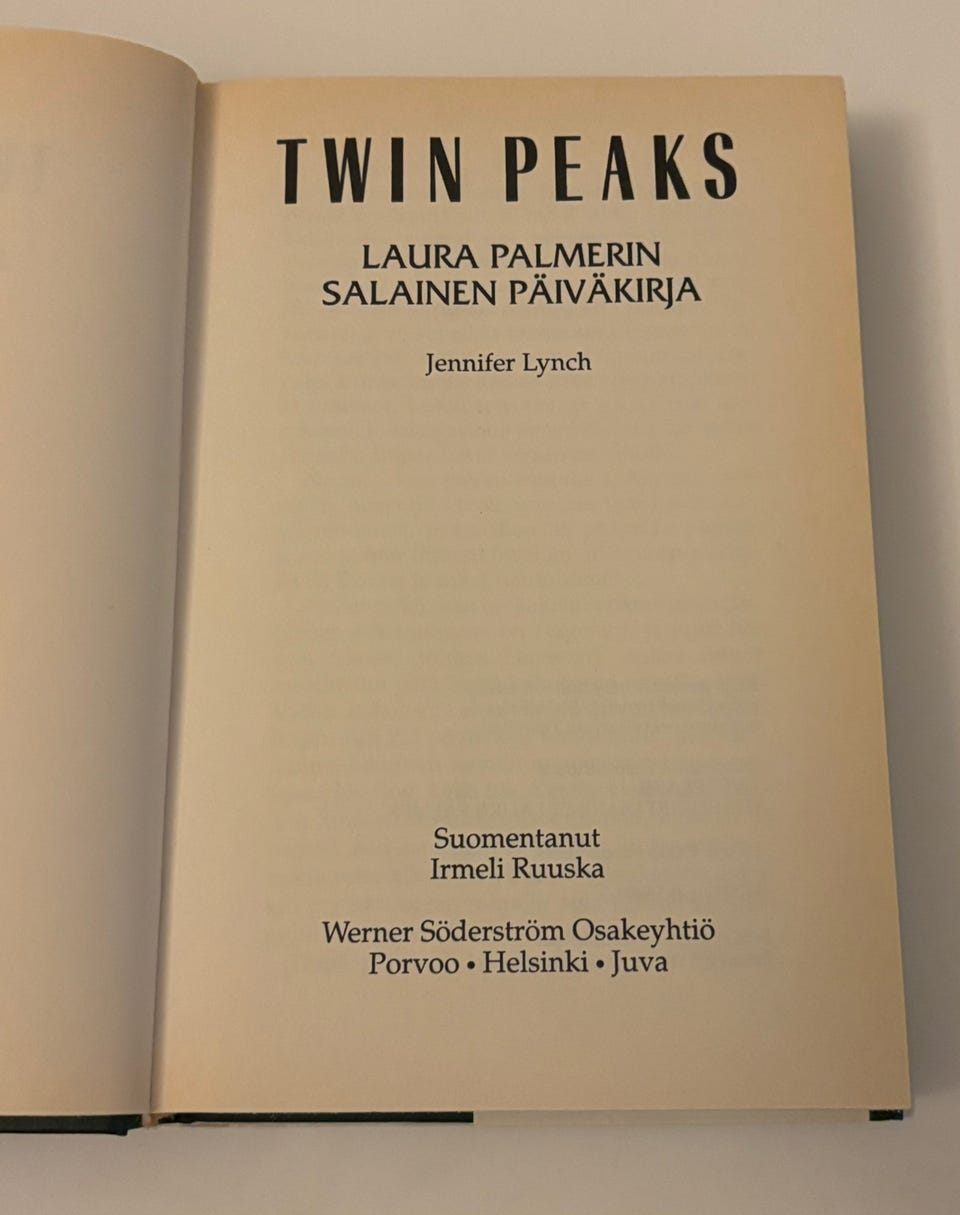 TWIN PEAKS
LAURA PALMERIN
SALAINEN PÄIVÄKIRJA
Jennifer Lynch
Suomentanut
Irmeli Ruuska
Werner Söderström Osakeyhtiö
Porvoo • Helsinki • Juva